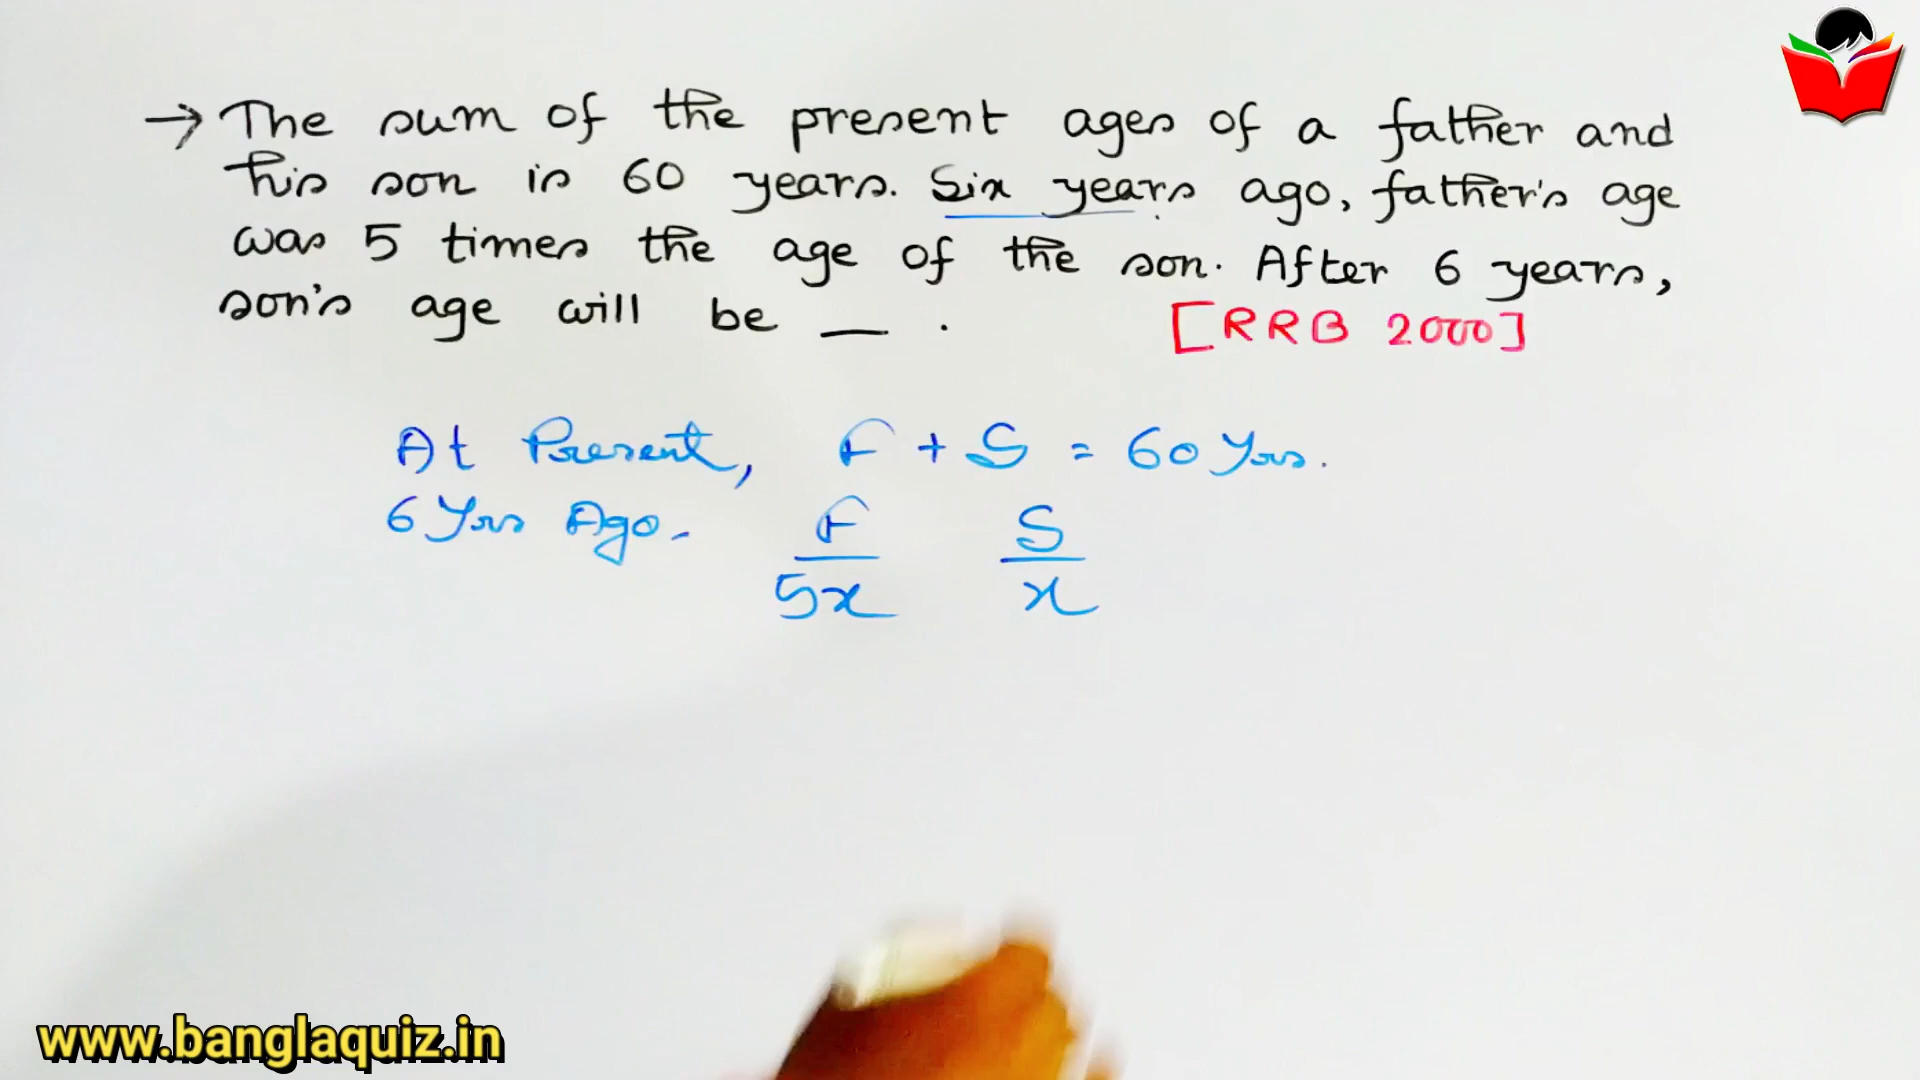 → The sum of the present ages of a father and
his son is 60 years. Six years ago, father's age
was 5 times the age of the son. After 6 years,
son's age will be __ .
[RRB 2000]
At Present, F + S = 60 Yrs.
6 Yrs Ago- F S
5x x
www.banglaquiz.in